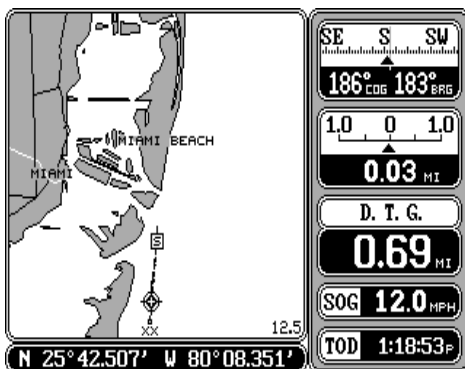 MIAMI BEACH
MIAMI
S
XX
12.5
N 25°42.507' W 80°08.351'
SE S SW
186°COG 183°BRG
1.0 0 1.0
0.03 MI
D. T. G.
0.69 MI
SOG 12.0 MPH
TOD 1:18:53P